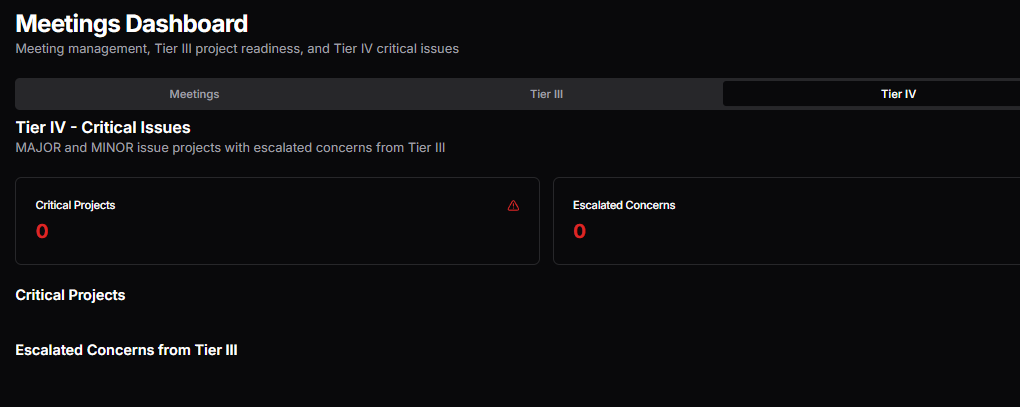 Meetings Dashboard
Meeting management, Tier III project readiness, and Tier IV critical issues
Meetings Tier III Tier IV
Tier IV - Critical Issues
MAJOR and MINOR issue projects with escalated concerns from Tier III
Critical Projects
0
Escalated Concerns
0
Critical Projects
Escalated Concerns from Tier III